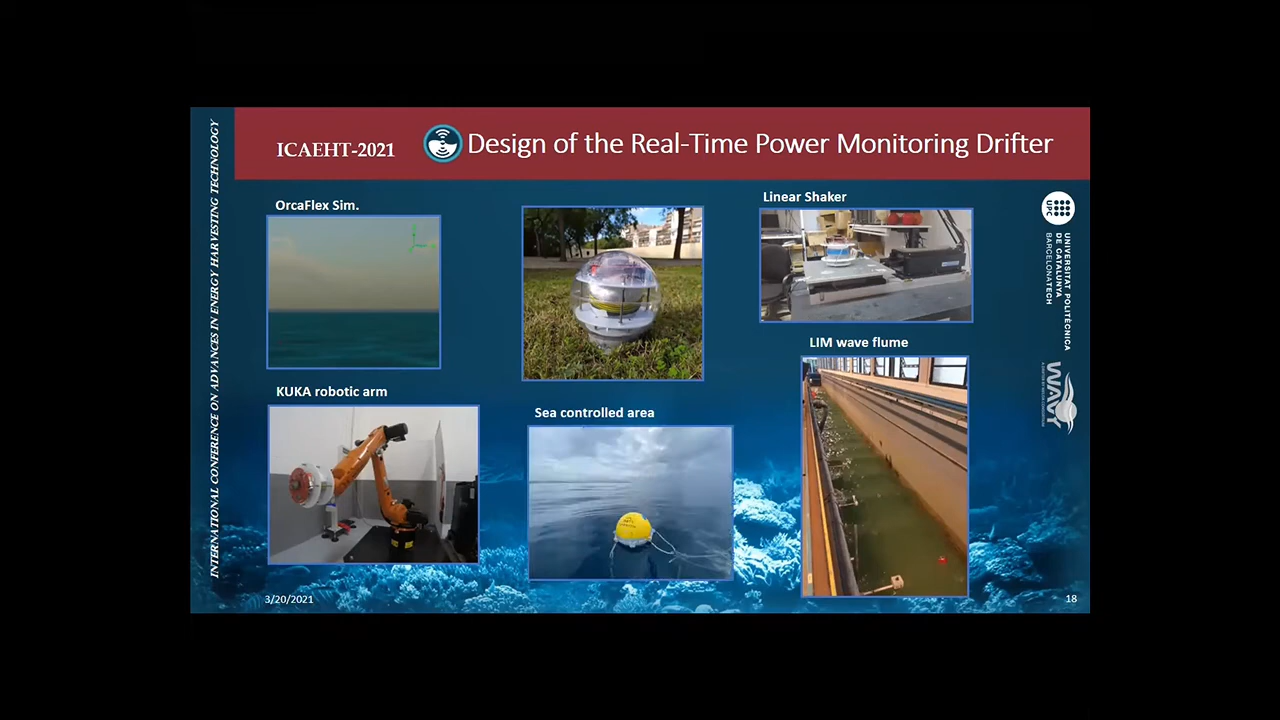 INTERNATIONAL CONFERENCE ON ADVANCES IN ENERGY HARVESTING TECHNOLOGY
ICAEHT-2021
Design of the Real-Time Power Monitoring Drifter
OrcaFlex Sim.
Linear Shaker
UPC
UNIVERSITAT POLITÈCNICA
DE CATALUNYA
BARCELONATECH
LIM wave flume
KUKA robotic arm
Sea controlled area
WAVY
3/20/2021
18